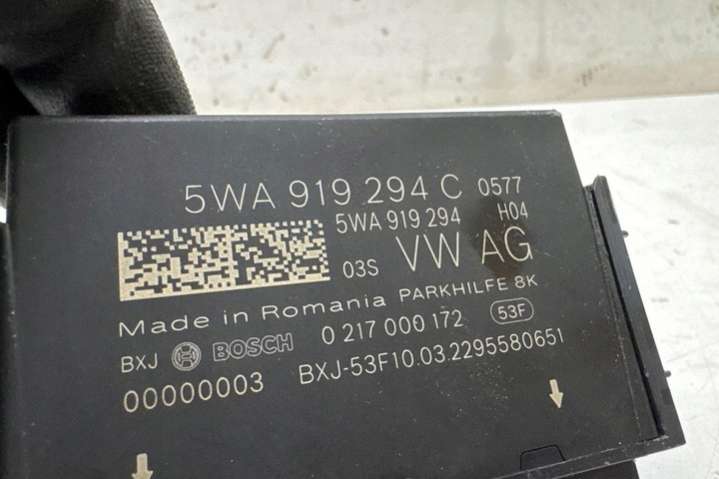 5WA 919 294 C 0577
5WA 919 294 H04
03S VW AG
Made in Romania PARKHILFE 8K
BXJ BOSCH 0 217 000 172 53F
00000003 BXJ-53F10.03.2295580651